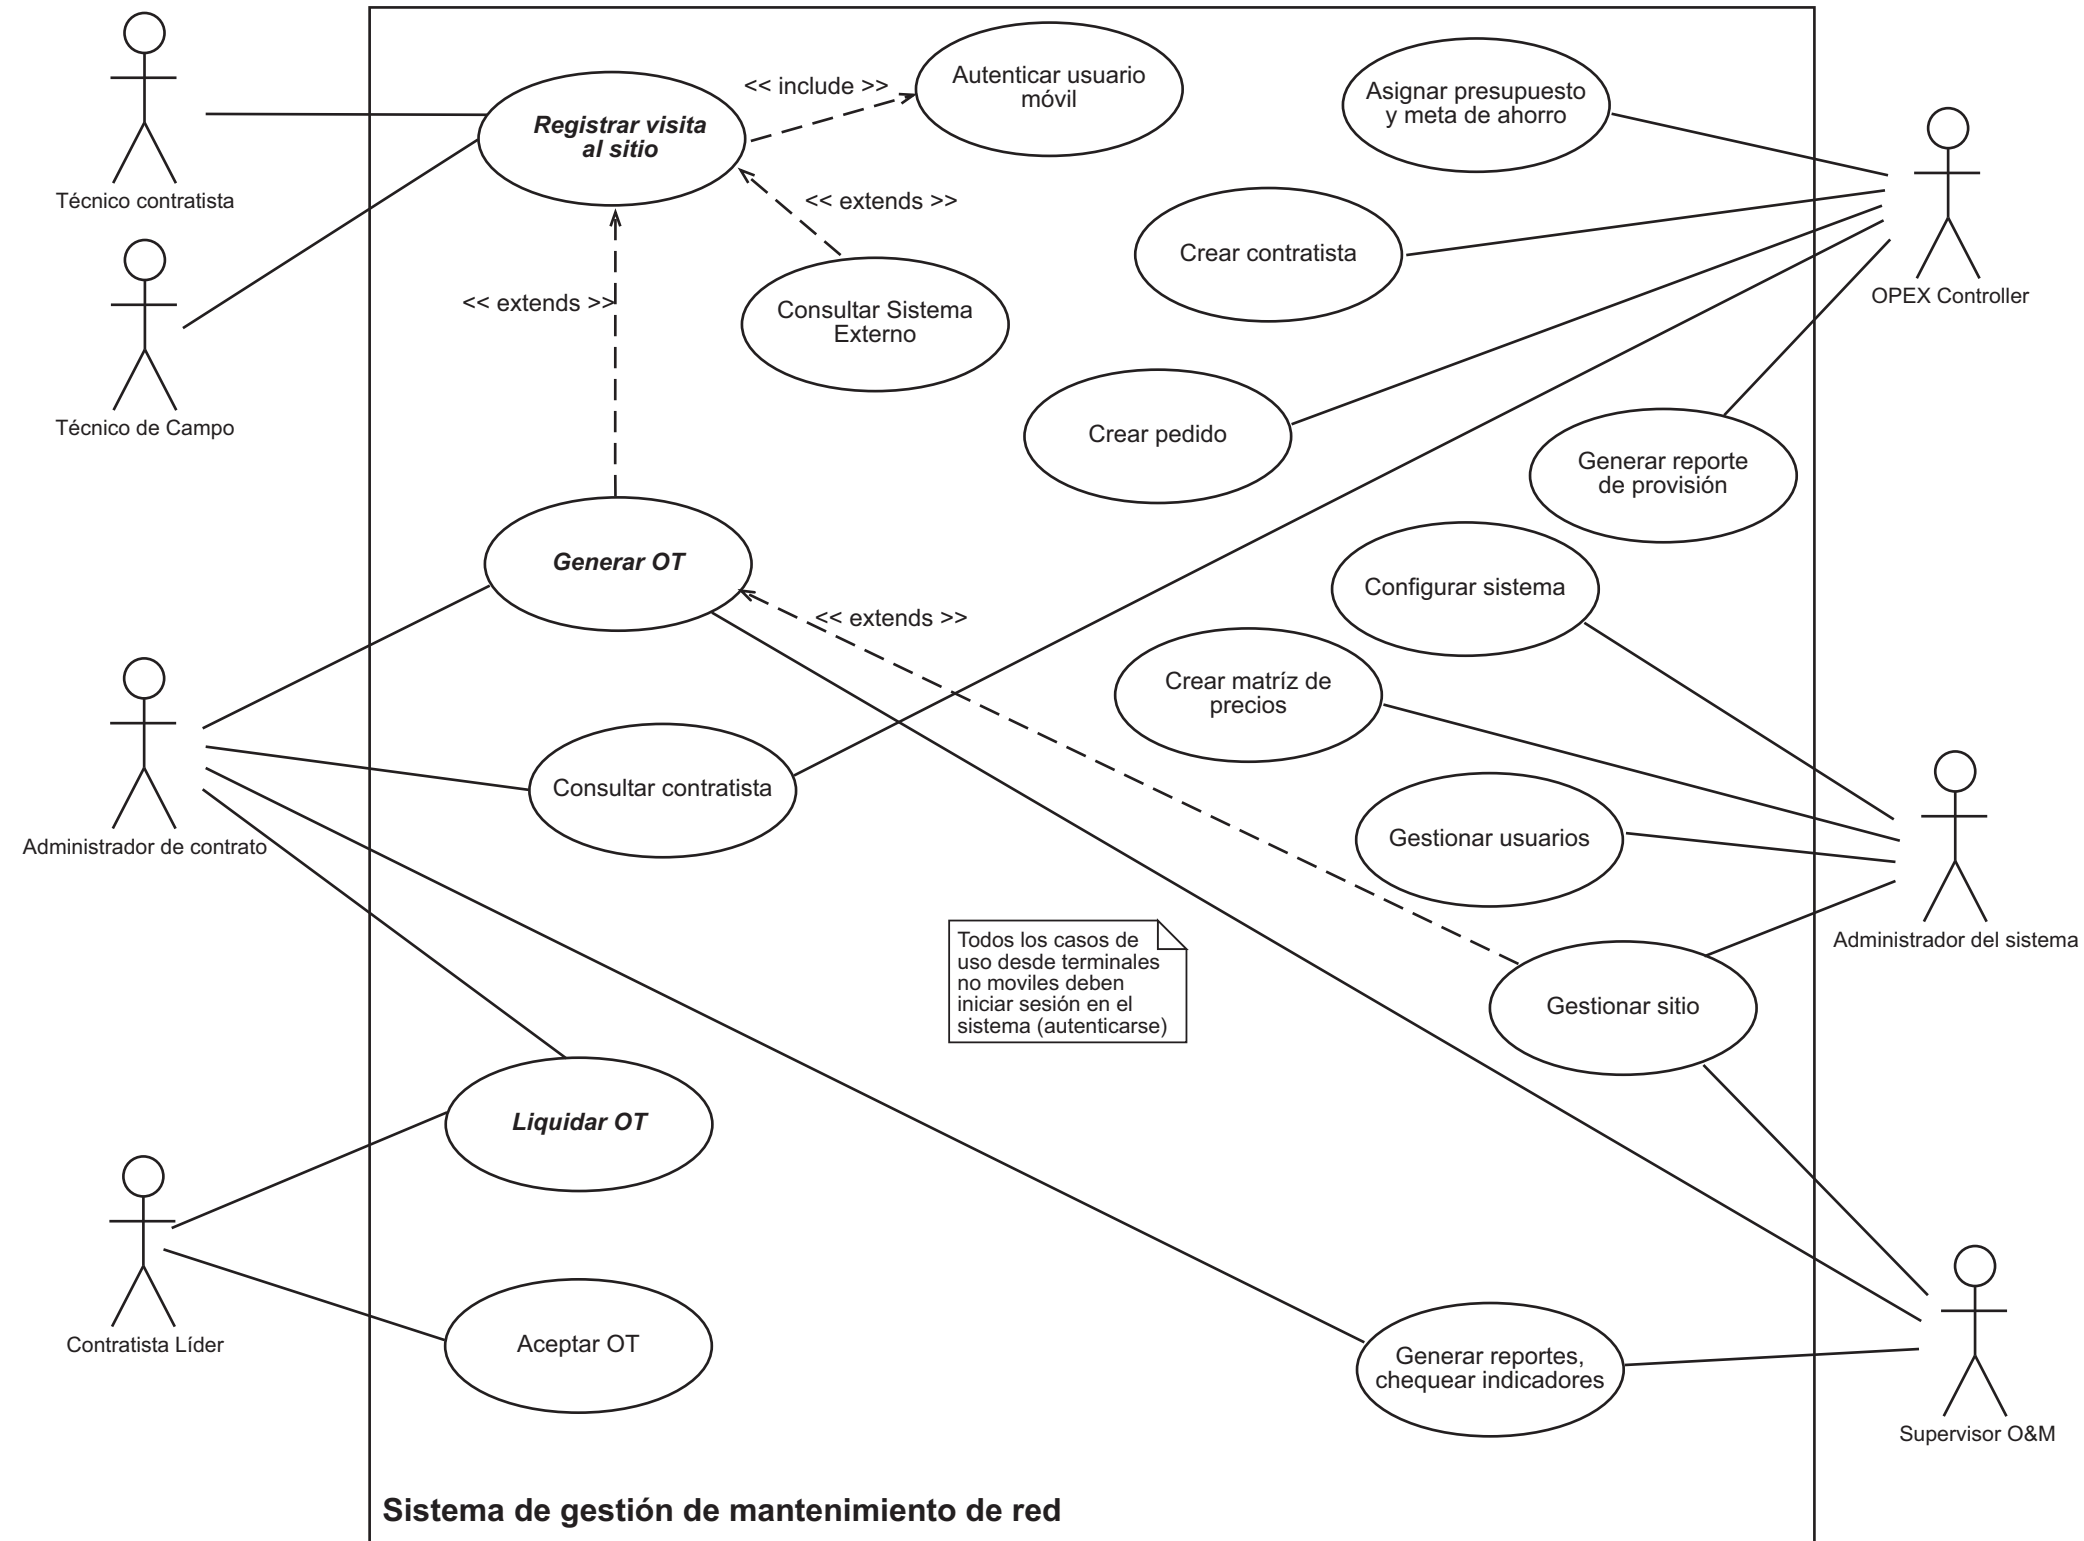 Autenticar usuario
móvil
<< include >>
Asignar presupuesto
y meta de ahorro
Registrar visita
al sitio
Técnico contratista
<< extends >>
Crear contratista
OPEX Controller
<< extends >>
Consultar Sistema
Externo
Técnico de Campo
Crear pedido
Generar reporte
de provisión
Generar OT
Configurar sistema
<< extends >>
Crear matríz de
precios
Consultar contratista
Gestionar usuarios
Administrador de contrato
Todos los casos de
uso desde terminales
no moviles deben
iniciar sesión en el
sistema (autenticarse)
Administrador del sistema
Gestionar sitio
Liquidar OT
Contratista Líder
Aceptar OT
Generar reportes,
chequear indicadores
Supervisor O&M
Sistema de gestión de mantenimiento de red